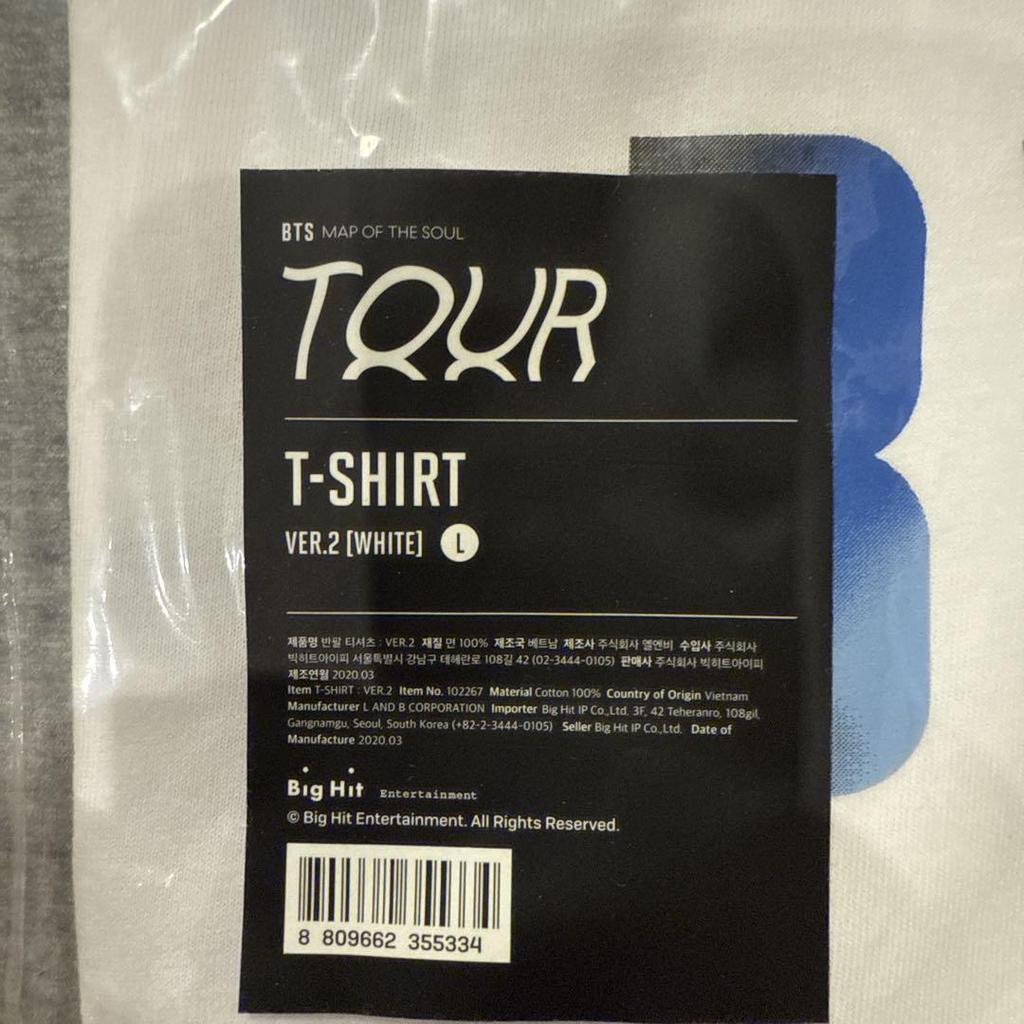 BTS MAP OF THE SOUL
TOUR
T-SHIRT
VER.2 [WHITE] L
제품명 반팔 티셔츠 : VER.2 재질 면 100% 제조국 베트남 제조사 주식회사 엘엔비 수입사 주식회사
빅히트아이피 서울특별시 강남구 테헤란로 108길 42 (02-3444-0105) 판매사 주식회사 빅히트아이피
제조연월 2020.03
Item T-SHIRT : VER.2 Item No. 102267 Material Cotton 100% Country of Origin Vietnam
Manufacturer L AND B CORPORATION Importer Big Hit IP Co.,Ltd. 3F, 42 Teheranro, 108gil,
Gangnamgu, Seoul, South Korea (+82-2-3444-0105) Seller Big Hit IP Co.,Ltd. Date of
Manufacture 2020.03
Big Hit Entertainment
© Big Hit Entertainment. All Rights Reserved.
8 809662 355334
B